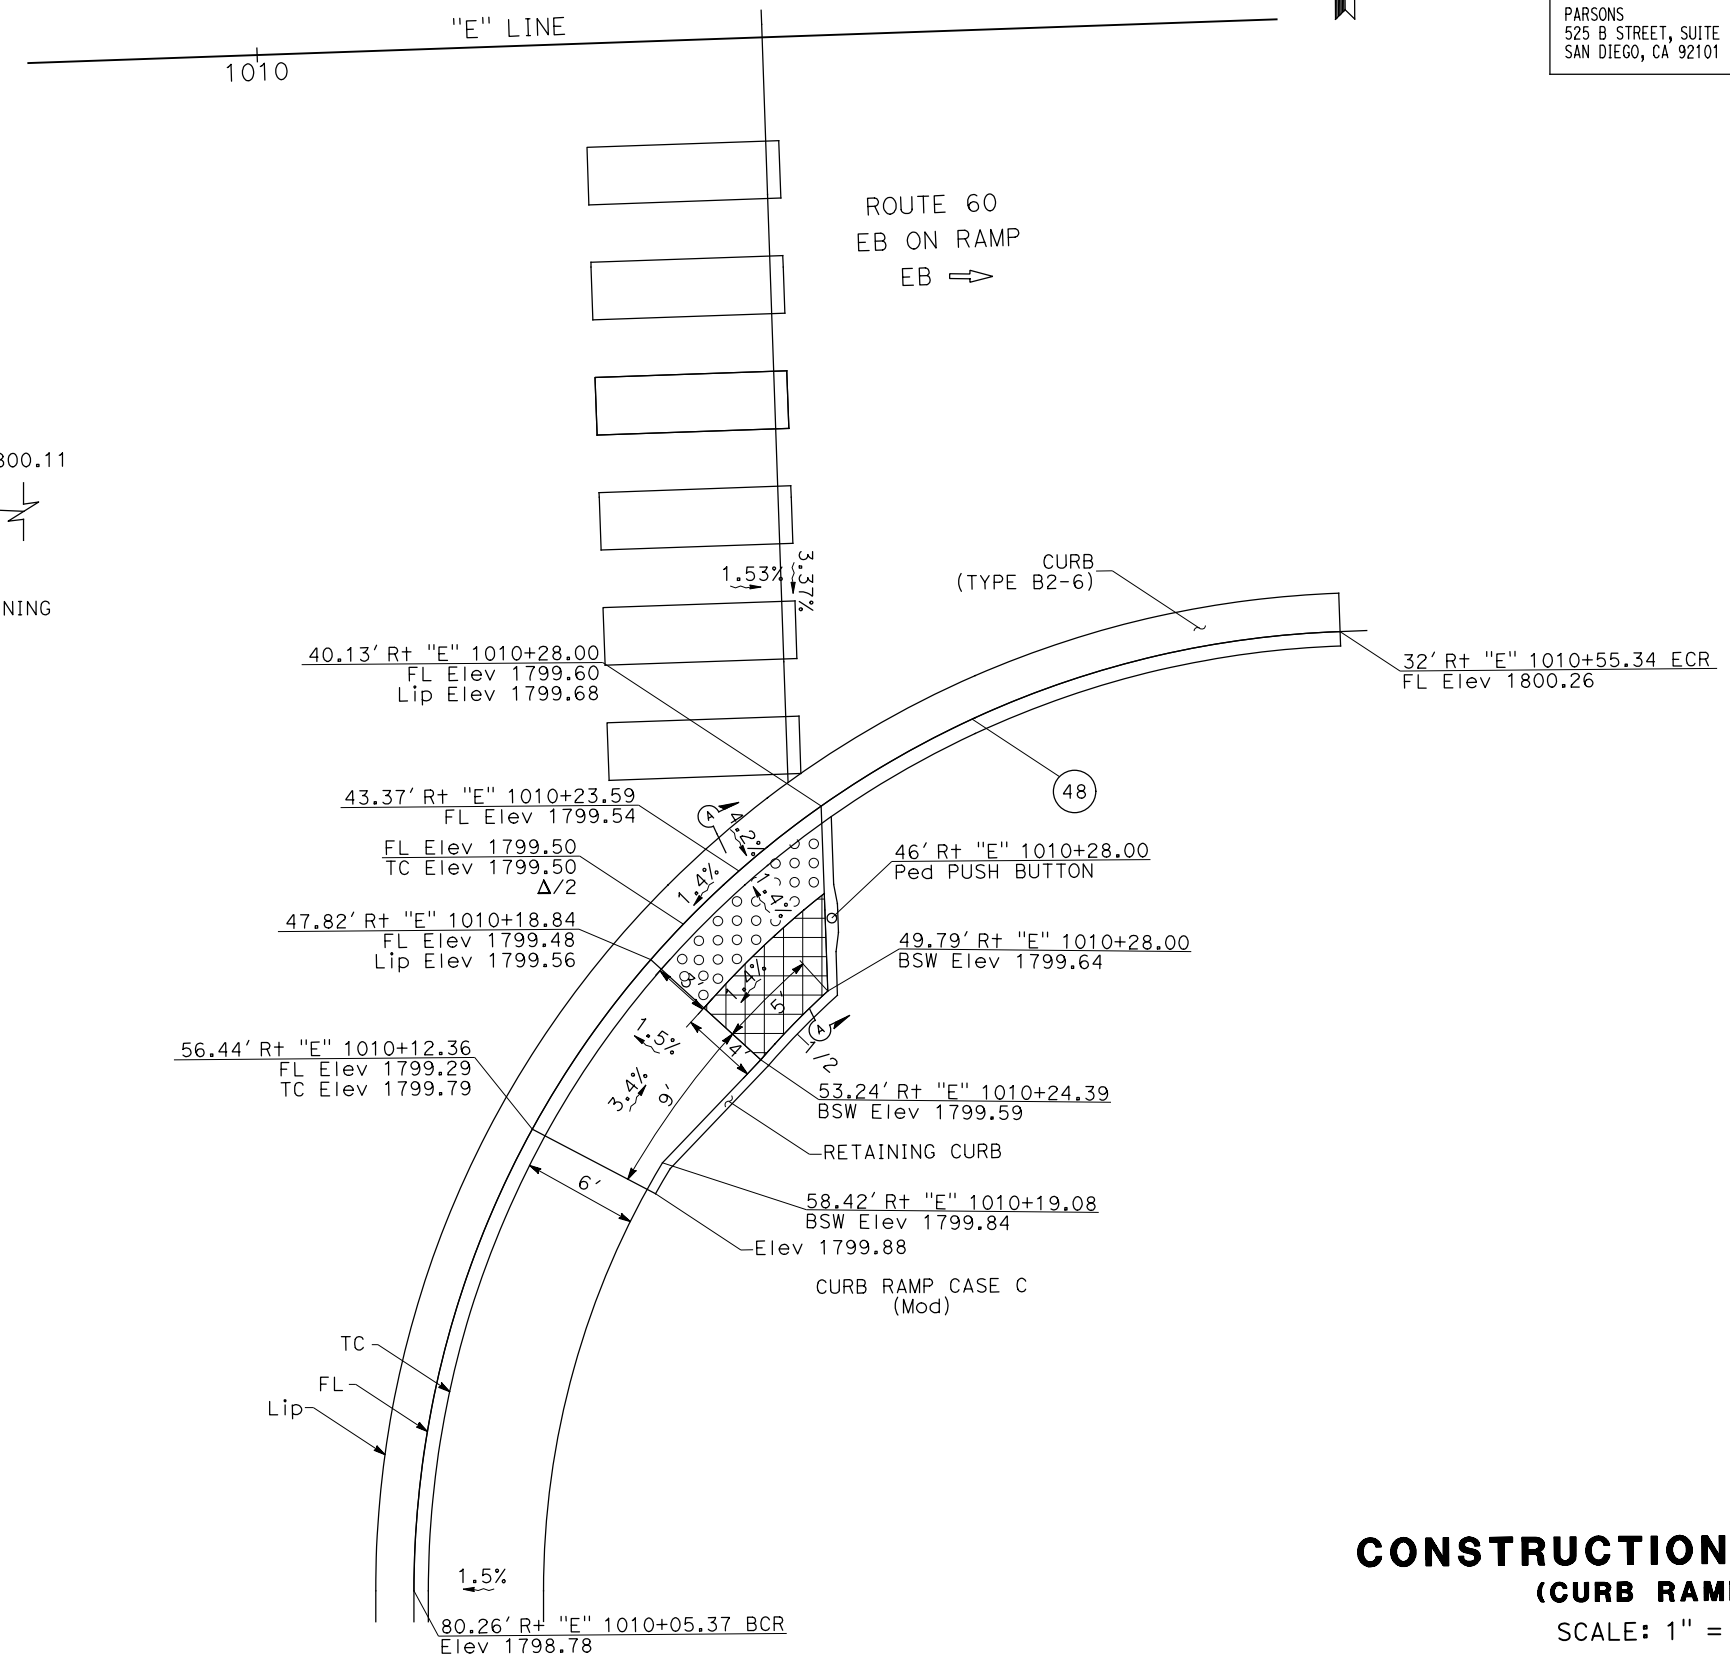 "E" LINE
1010
PARSONS
525 B STREET, SUITE
SAN DIEGO, CA 92101
ROUTE 60
EB ON RAMP
EB
300.11
NING
1.53%
3.37%
CURB
(TYPE B2-6)
40.13' Rt "E" 1010+28.00
FL Elev 1799.60
Lip Elev 1799.68
32' Rt "E" 1010+55.34 ECR
FL Elev 1800.26
48
43.37' Rt "E" 1010+23.59
FL Elev 1799.54
A
4.2%
FL Elev 1799.50
TC Elev 1799.50
Δ/2
1.4%
1.4%
46' Rt "E" 1010+28.00
Ped PUSH BUTTON
47.82' Rt "E" 1010+18.84
FL Elev 1799.48
Lip Elev 1799.56
49.79' Rt "E" 1010+28.00
BSW Elev 1799.64
1.4%
5'
A
1/2
1.5%
4'
56.44' Rt "E" 1010+12.36
FL Elev 1799.29
TC Elev 1799.79
3.4%
9'
53.24' Rt "E" 1010+24.39
BSW Elev 1799.59
RETAINING CURB
6'
58.42' Rt "E" 1010+19.08
BSW Elev 1799.84
Elev 1799.88
CURB RAMP CASE C
(Mod)
TC
FL
Lip
1.5%
80.26' Rt "E" 1010+05.37 BCR
Elev 1798.78
CONSTRUCTION
(CURB RAM
SCALE: 1" =